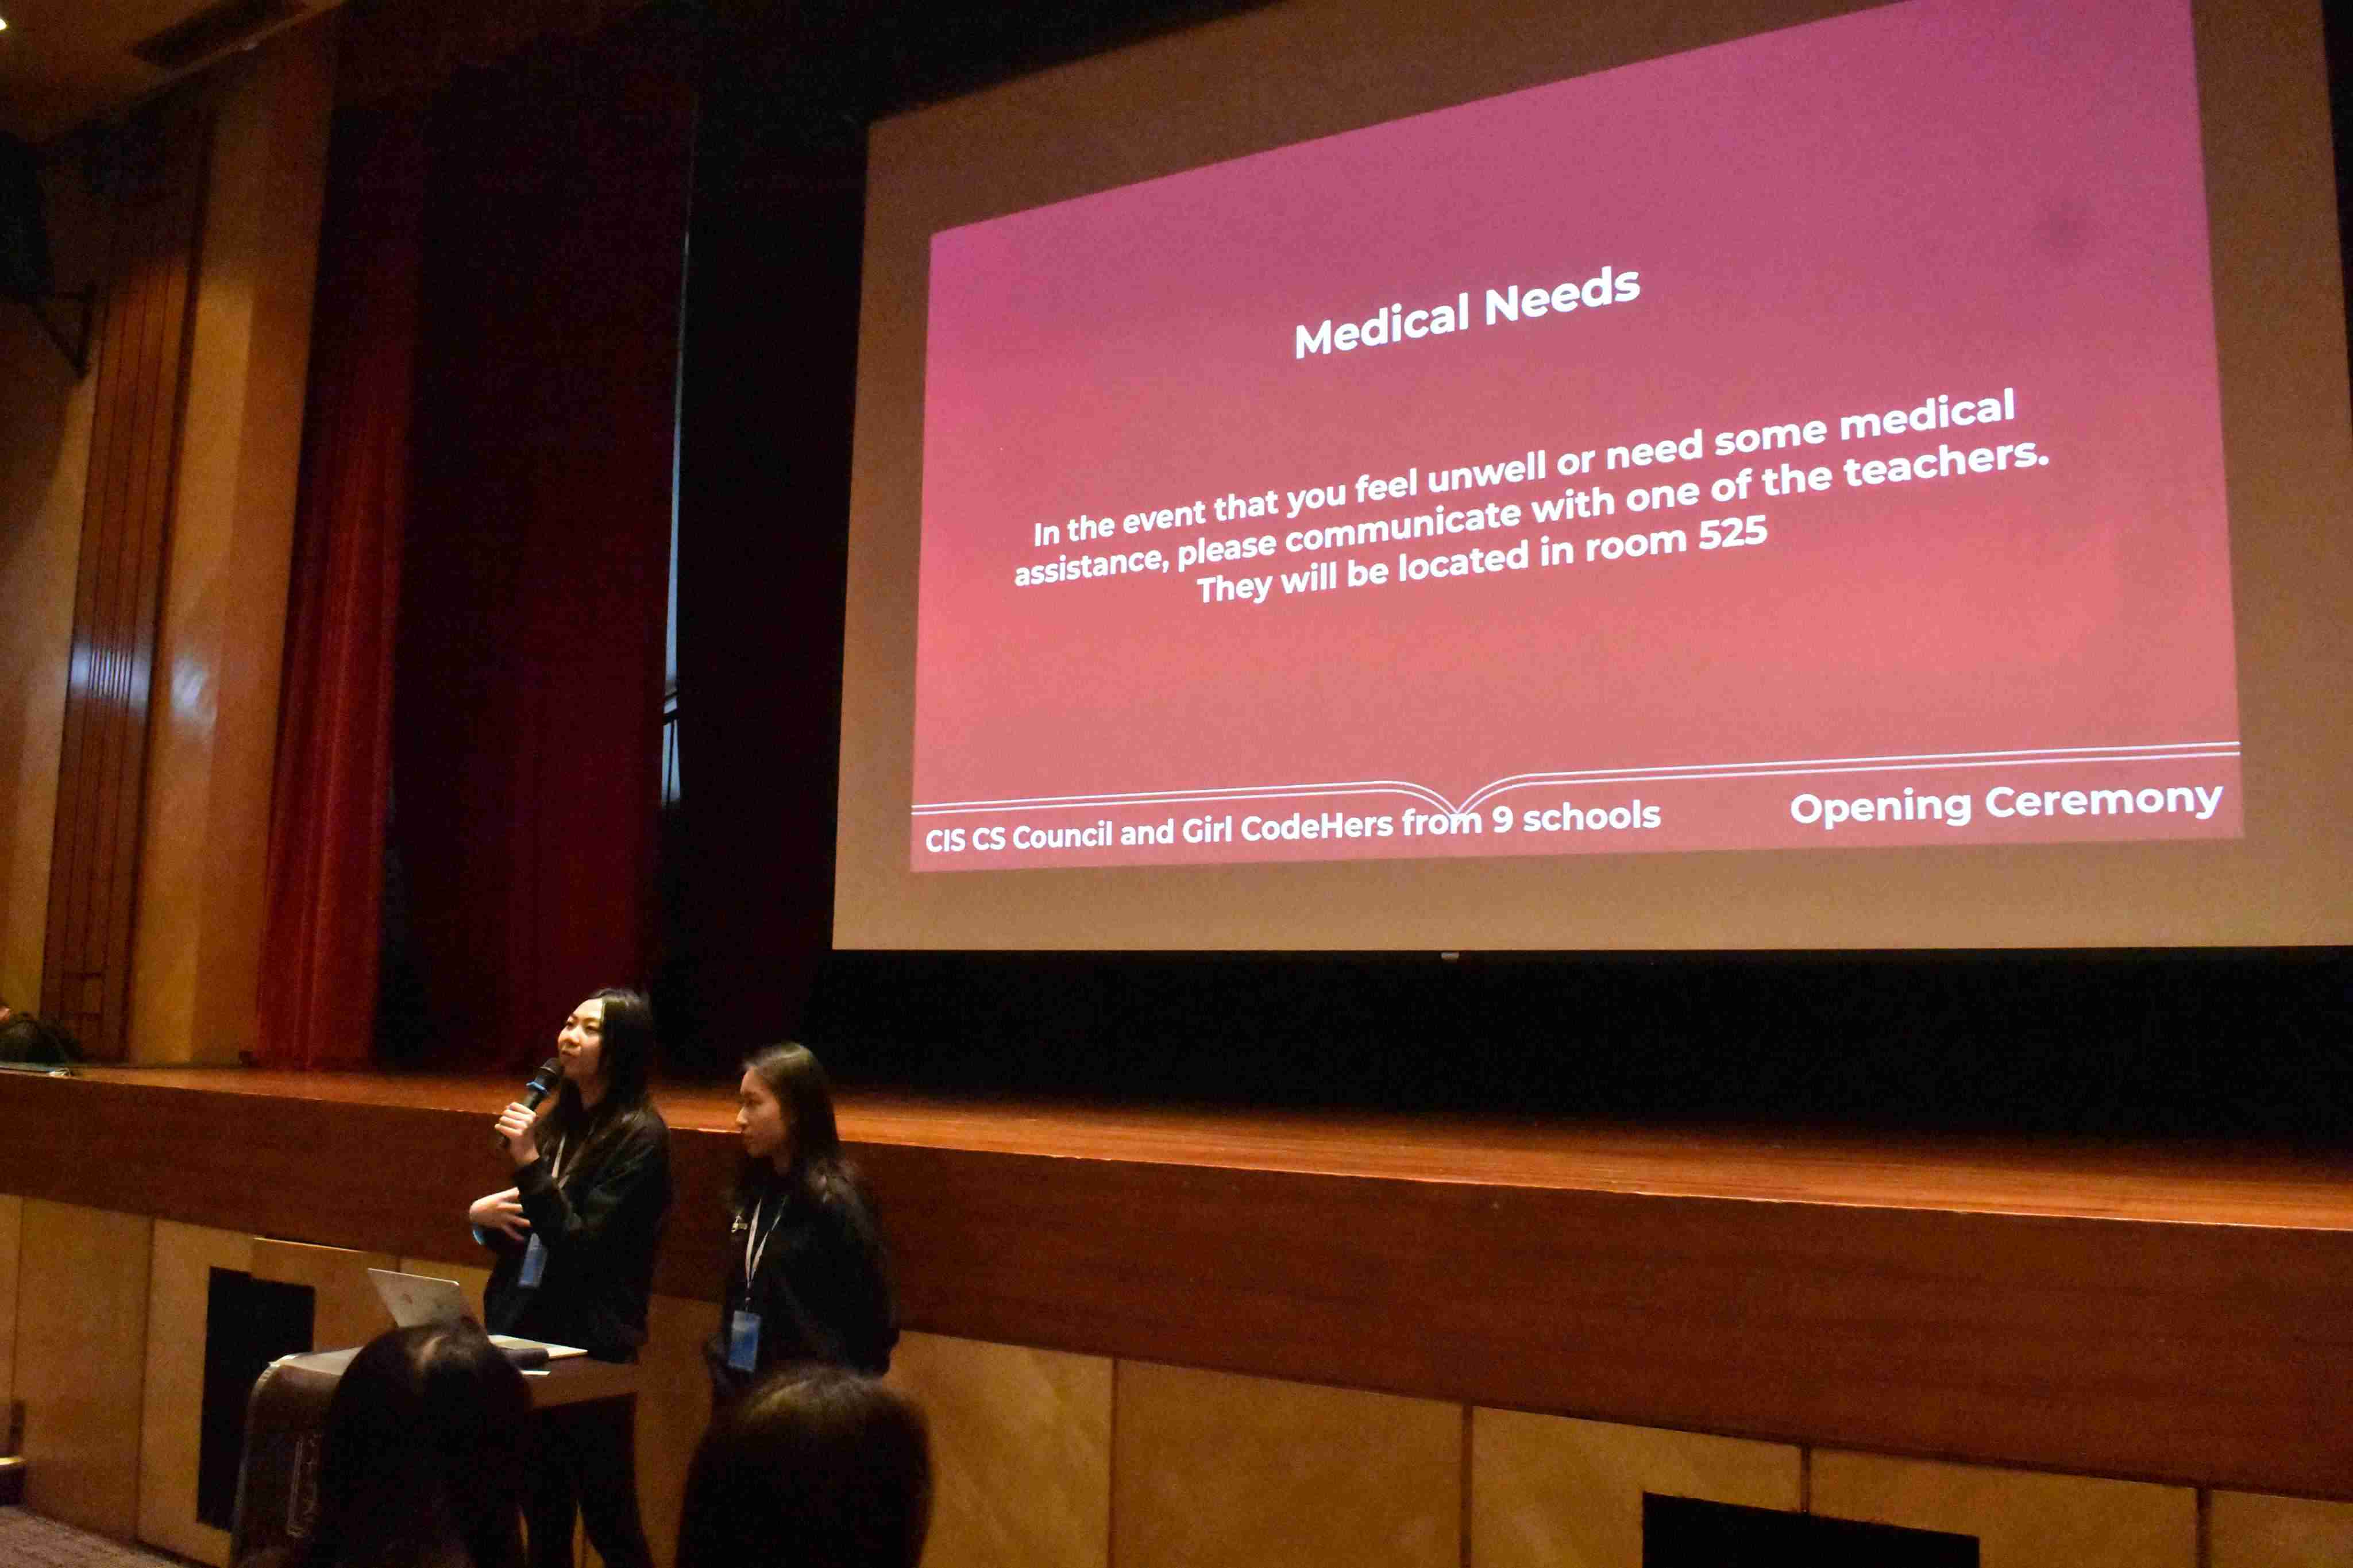 Medical Needs
In the event that you feel unwell or need some medical
assistance, please communicate with one of the teachers.
They will be located in room 525
CIS CS Council and Girl CodeHers from 9 schools
Opening Ceremony